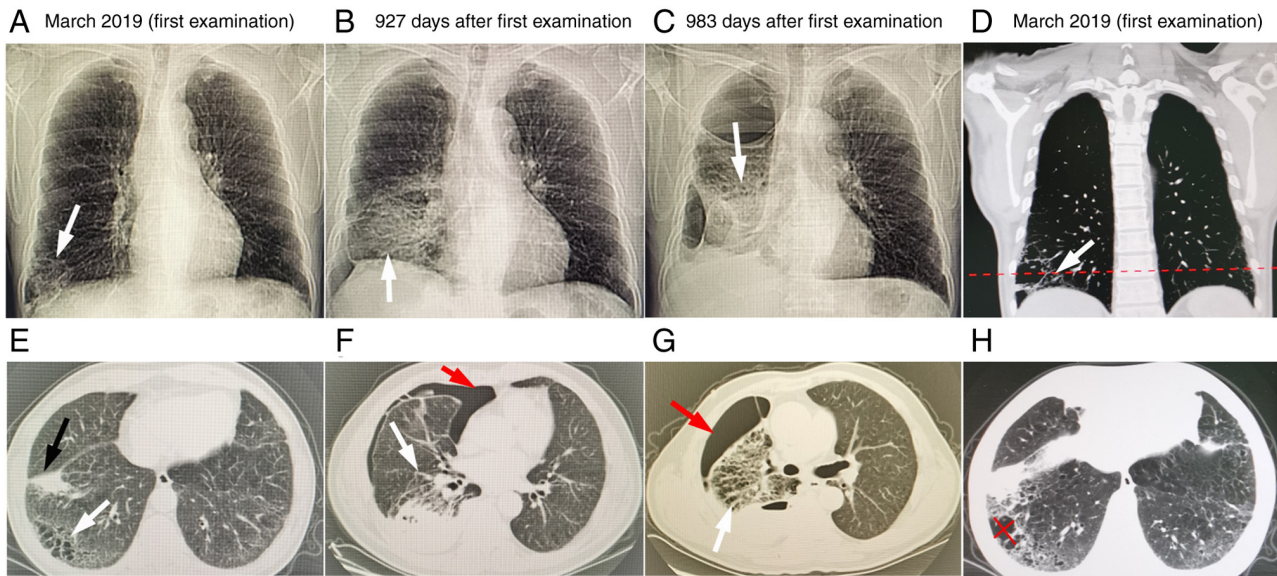 A March 2019 (first examination)
B 927 days after first examination
C 983 days after first examination
D March 2019 (first examination)
E
F
G
H